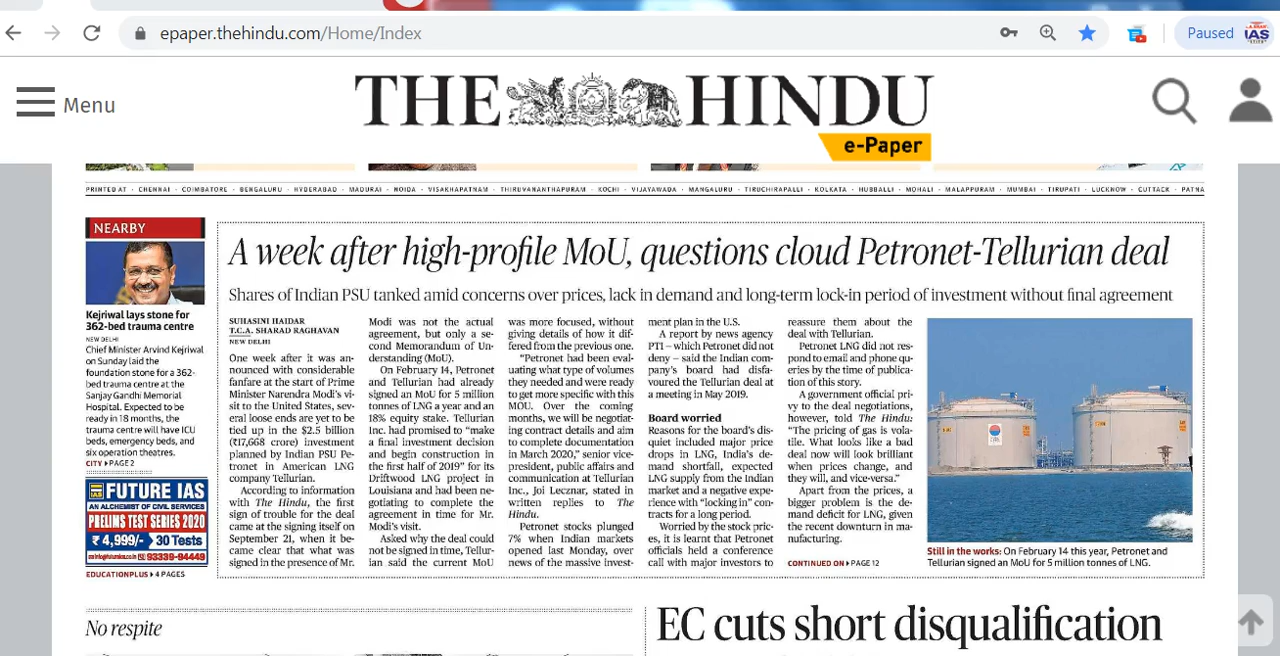 epaper.thehindu.com/Home/Index
Paused
IAS
Menu
THE HINDU
e-Paper
PRINTED AT · CHENNAI · COIMBATORE · BENGALURU · HYDERABAD · MADURAI · NOIDA · VISAKHAPATNAM · THIRUVANANTHAPURAM · KOCHI · VIJAYAWADA · MANGALURU · TIRUCHIRAPALLI · KOLKATA · HUBBALLI · MOHALI · MALAPPURAM · MUMBAI · TIRUPATI · LUCKNOW · CUTTACK · PATNA
NEARBY
Kejriwal lays stone for
362-bed trauma centre
NEW DELHI
Chief Minister Arvind Kejriwal
on Sunday laid the
foundation stone for a 362-
bed trauma centre at the
Sanjay Gandhi Memorial
Hospital. Expected to be
ready in 18 months, the
trauma centre will have ICU
beds, emergency beds, and
six operation theatres.
CITY ▸ PAGE 2
FUTURE IAS
AN ALCHEMIST OF CIVIL SERVICES
PRELIMS TEST SERIES 2020
₹ 4,999/- 30 Tests
93339-94449
EDUCATIONPLUS ▸ 4 PAGES
A week after high-profile MoU, questions cloud Petronet-Tellurian deal
Shares of Indian PSU tanked amid concerns over prices, lack in demand and long-term lock-in period of investment without final agreement
SUHASINI HAIDAR
T.C.A. SHARAD RAGHAVAN
NEW DELHI
One week after it was an-
nounced with considerable
fanfare at the start of Prime
Minister Narendra Modi's vi-
sit to the United States, sev-
eral loose ends are yet to be
tied up in the $2.5 billion
(₹17,668 crore) investment
planned by Indian PSU Pe-
tronet in American LNG
company Tellurian.
According to information
with The Hindu, the first
sign of trouble for the deal
came at the signing itself on
September 21, when it be-
came clear that what was
signed in the presence of Mr.
Modi was not the actual
agreement, but only a se-
cond Memorandum of Un-
derstanding (MoU).
On February 14, Petronet
and Tellurian had already
signed an MoU for 5 million
tonnes of LNG a year and an
18% equity stake. Tellurian
Inc. had promised to "make
a final investment decision
and begin construction in
the first half of 2019" for its
Driftwood LNG project in
Louisiana and had been ne-
gotiating to complete the
agreement in time for Mr.
Modi's visit.
Asked why the deal could
not be signed in time, Tellur-
ian said the current MoU
was more focused, without
giving details of how it dif-
fered from the previous one.
"Petronet had been eval-
uating what type of volumes
they needed and were ready
to get more specific with this
MOU. Over the coming
months, we will be negotiat-
ing contract details and aim
to complete documentation
in March 2020," senior vice-
president, public affairs and
communication at Tellurian
Inc., Joi Lecznar, stated in
written replies to The
Hindu.
Petronet stocks plunged
7% when Indian markets
opened last Monday, over
news of the massive invest-
ment plan in the U.S.
A report by news agency
PTI – which Petronet did not
deny – said the Indian com-
pany's board had disfa-
voured the Tellurian deal at
a meeting in May 2019.
Board worried
Reasons for the board's dis-
quiet included major price
drops in LNG, India's de-
mand shortfall, expected
LNG supply from the Indian
market and a negative expe-
rience with "locking in" con-
tracts for a long period.
Worried by the stock pric-
es, it is learnt that Petronet
officials held a conference
call with major investors to
reassure them about the
deal with Tellurian.
Petronet LNG did not res-
pond to email and phone qu-
eries by the time of publica-
tion of this story.
A government official pri-
vy to the deal negotiations,
however, told The Hindu:
"The pricing of gas is vola-
tile. What looks like a bad
deal now will look brilliant
when prices change, and
they will, and vice-versa."
Apart from the prices, a
bigger problem is the de-
mand deficit for LNG, given
the recent downturn in ma-
nufacturing.
CONTINUED ON ▸ PAGE 12
Still in the works: On February 14 this year, Petronet and
Tellurian signed an MoU for 5 million tonnes of LNG.
No respite
EC cuts short disqualification